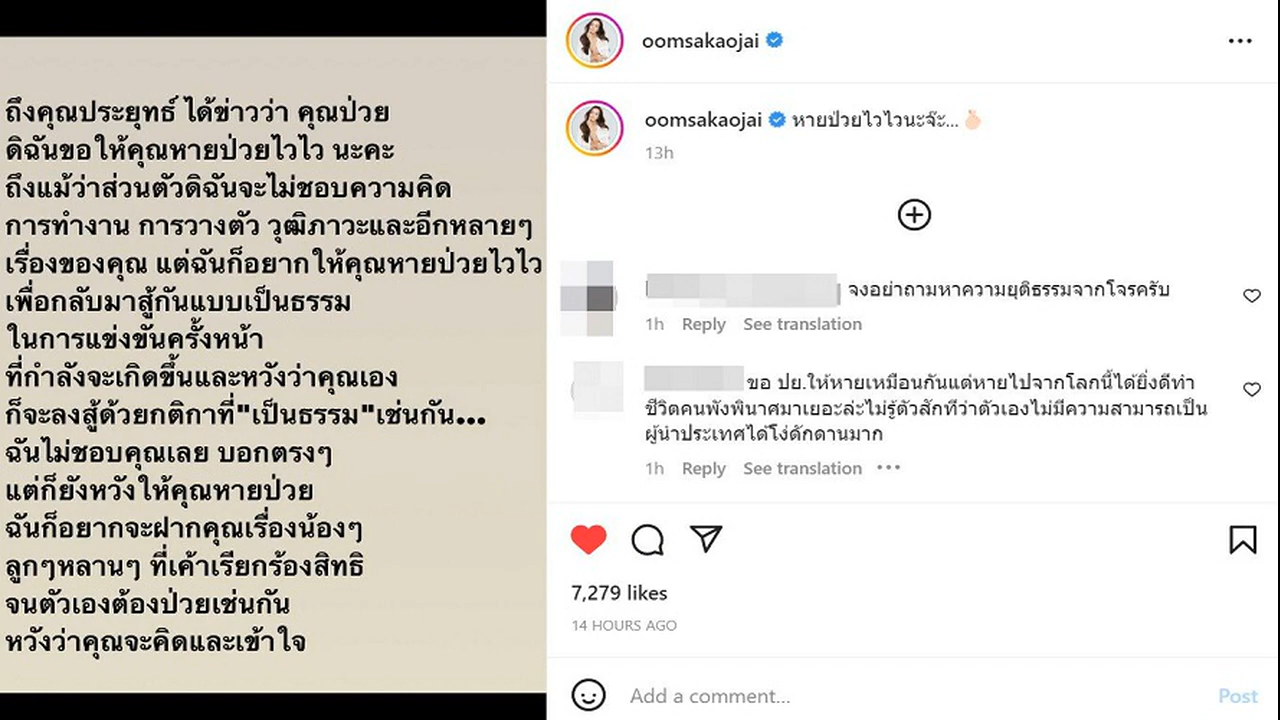 ถึงคุณประยุทธ์ ได้ข่าวว่า คุณป่วย
ดิฉันขอให้คุณหายป่วยไวไว นะคะ
ถึงแม้ว่าส่วนตัวดิฉันจะไม่ชอบความคิด
การทำงาน การวางตัว วุฒิภาวะและอีกหลายๆ
เรื่องของคุณ แต่ฉันก็อยากให้คุณหายป่วยไวไว
เพื่อกลับมาสู้กันแบบเป็นธรรม
ในการแข่งขันครั้งหน้า
ที่กำลังจะเกิดขึ้นและหวังว่าคุณเอง
ก็จะลงสู้ด้วยกติกาที่"เป็นธรรม"เช่นกัน...
ฉันไม่ชอบคุณเลย บอกตรงๆ
แต่ก็ยังหวังให้คุณหายป่วย
ฉันก็อยากจะฝากคุณเรื่องน้องๆ
ลูกๆหลานๆ ที่เค้าเรียกร้องสิทธิ
จนตัวเองต้องป่วยเช่นกัน
หวังว่าคุณจะคิดและเข้าใจ
oomsakaojai
oomsakaojai หายป่วยไวไวนะจ๊ะ...🫰🏻
13h
จงอย่าถามหาความยุติธรรมจากโจรครับ
1h Reply See translation
ขอ ปย.ให้หายเหมือนกันแต่หายไปจากโลกนี้ได้ยิ่งดีทำ
ชีวิตคนพังพินาศมาเยอะล่ะไม่รู้ตัวสักทีว่าตัวเองไม่มีความสามารถเป็น
ผู้นำประเทศได้โง่ดักดานมาก
1h Reply See translation
7,279 likes
14 HOURS AGO
Add a comment...
Post